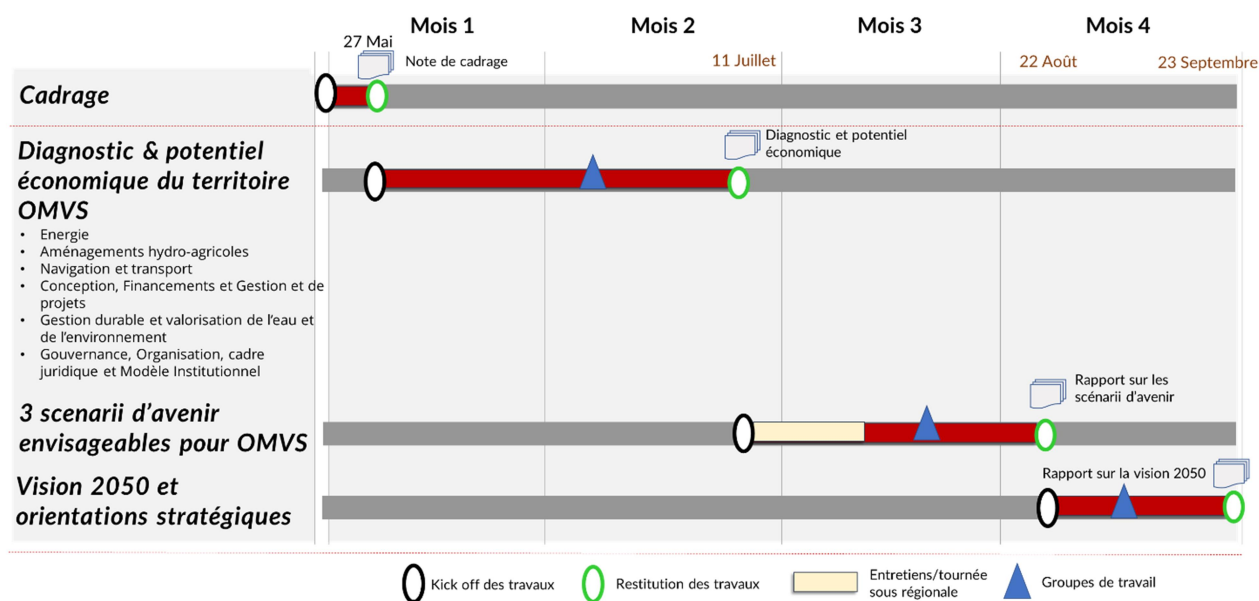 Mois 1
Mois 2
Mois 3
Mois 4
27 Mai
Note de cadrage
11 Juillet
22 Août
23 Septembre
Cadrage
Diagnostic & potentiel
économique du territoire
OMVS
Diagnostic et potentiel
économique
• Energie
• Aménagements hydro-agricoles
• Navigation et transport
• Conception, Financements et Gestion et de
projets
• Gestion durable et valorisation de l'eau et
de l'environnement
• Gouvernance, Organisation, cadre
juridique et Modèle Institutionnel
3 scenarii d'avenir
envisageables pour OMVS
Rapport sur les
scénarii d'avenir
Vision 2050 et
orientations stratégiques
Rapport sur la vision 2050
Kick off des travaux
Restitution des travaux
Entretiens/tournée
sous régionale
Groupes de travail